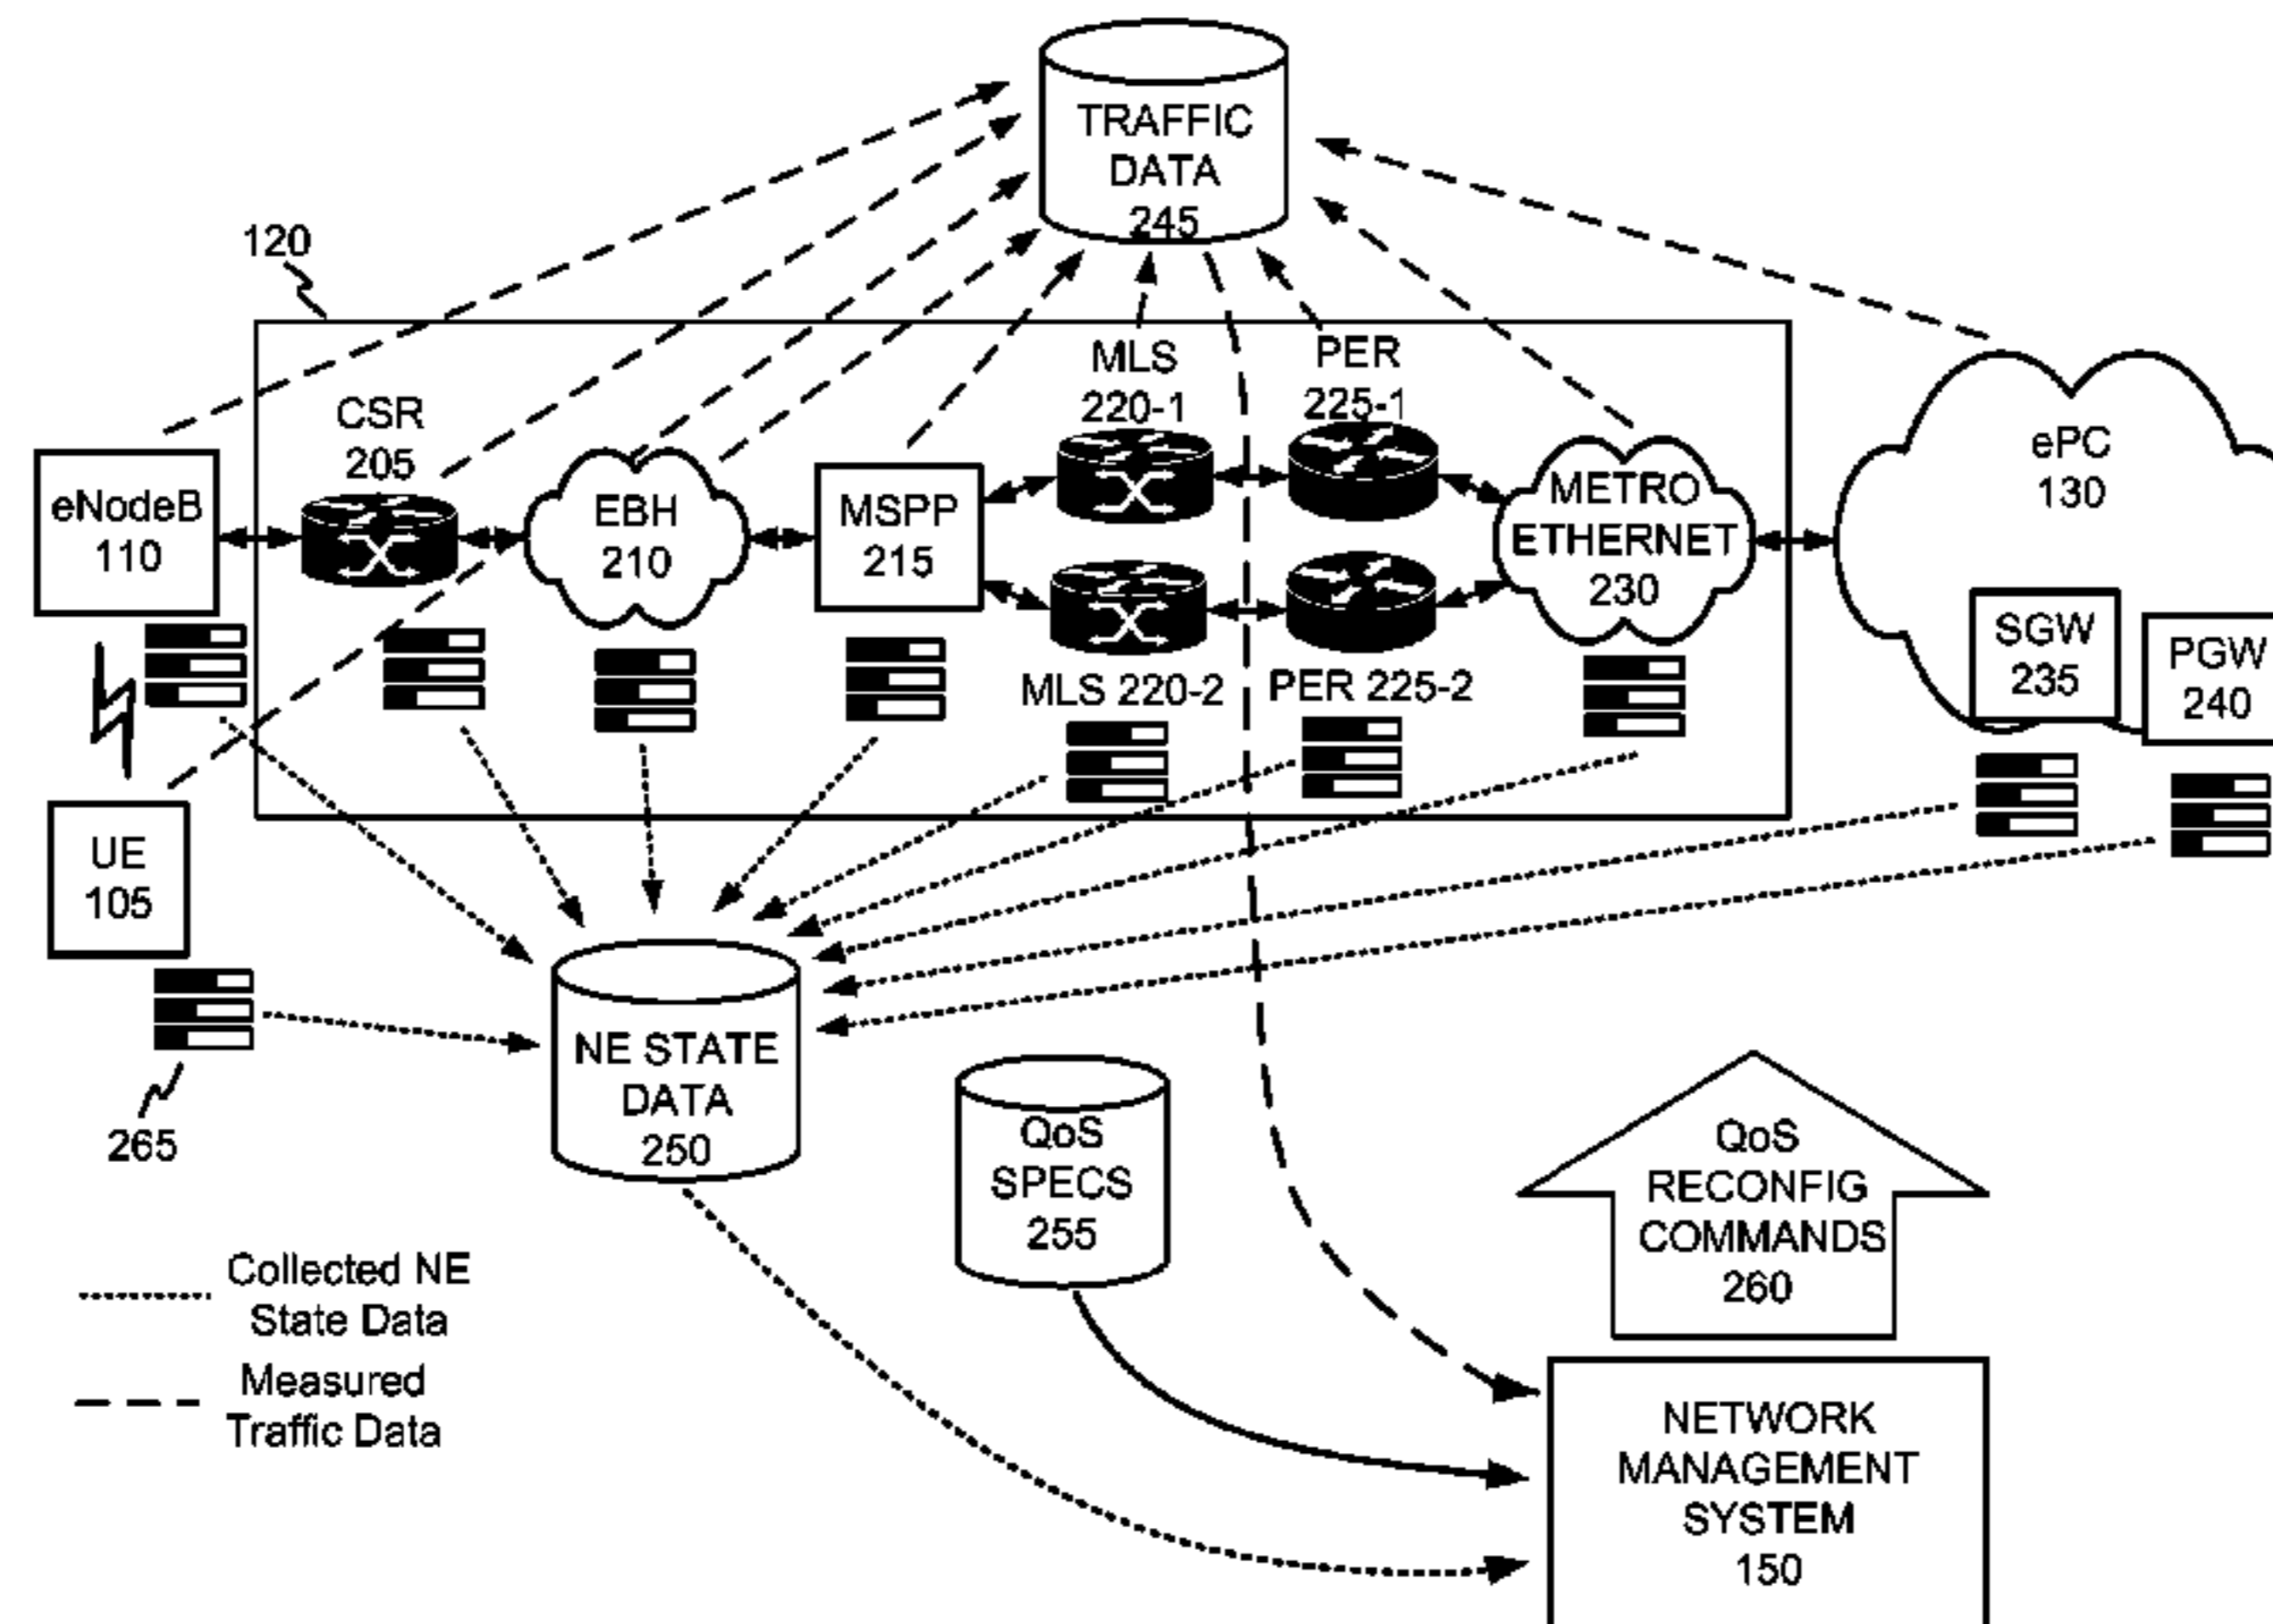 TRAFFIC
DATA
245
120
CSR
205
MLS
220-1
PER
225-1
eNodeB
110
EBH
210
MSPP
215
METRO
ETHERNET
230
ePC
130
SGW
235
PGW
240
MLS 220-2
PER 225-2
UE
105
265
NE STATE
DATA
250
QoS
SPECS
255
QoS
RECONFIG
COMMANDS
260
Collected NE
State Data
Measured
Traffic Data
NETWORK
MANAGEMENT
SYSTEM
150